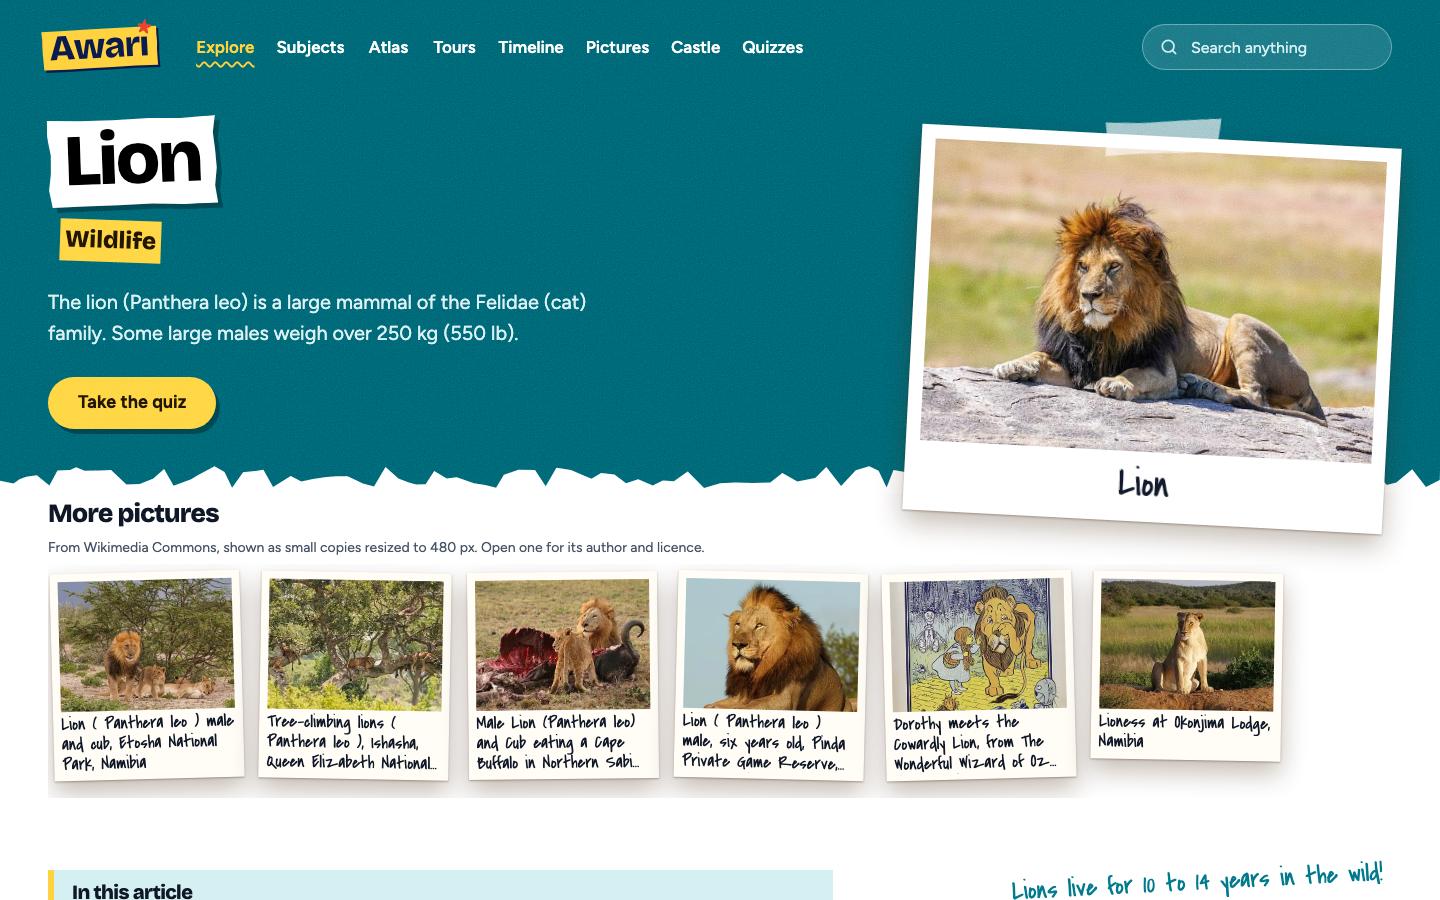 Awari
Explore Subjects Atlas Tours Timeline Pictures Castle Quizzes
Search anything
Lion
Wildlife
The lion (Panthera leo) is a large mammal of the Felidae (cat)
family. Some large males weigh over 250 kg (550 lb).
Take the quiz
Lion
More pictures
From Wikimedia Commons, shown as small copies resized to 480 px. Open one for its author and licence.
Lion ( Panthera leo ) male
and cub, Etosha National
Park, Namibia
Tree-climbing lions (
Panthera leo ), Ishasha,
Queen Elizabeth National…
Male Lion (Panthera leo)
and Cub eating a Cape
Buffalo in Northern Sabi…
Lion ( Panthera leo )
male, six years old, Pinda
Private Game Reserve,…
Dorothy meets the
Cowardly Lion, from The
Wonderful Wizard of Oz…
Lioness at Okonjima Lodge,
Namibia
In this article
Lions live for 10 to 14 years in the wild!